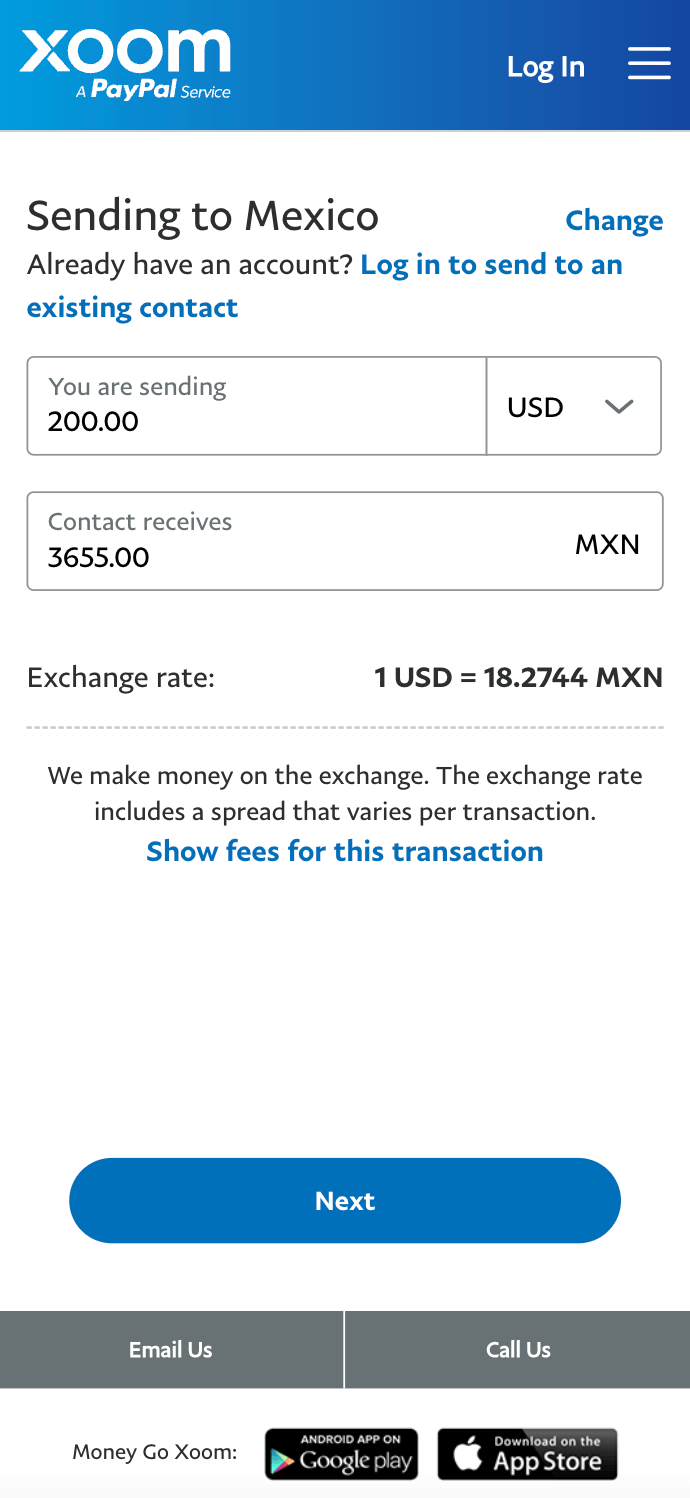 xoom
A PayPal Service
Log In
Sending to Mexico
Change
Already have an account? Log in to send to an
existing contact
You are sending
200.00
USD
Contact receives
3655.00
MXN
Exchange rate:
1 USD = 18.2744 MXN
We make money on the exchange. The exchange rate
includes a spread that varies per transaction.
Show fees for this transaction
Next
Email Us
Call Us
Money Go Xoom:
ANDROID APP ON
Google play
Download on the
App Store